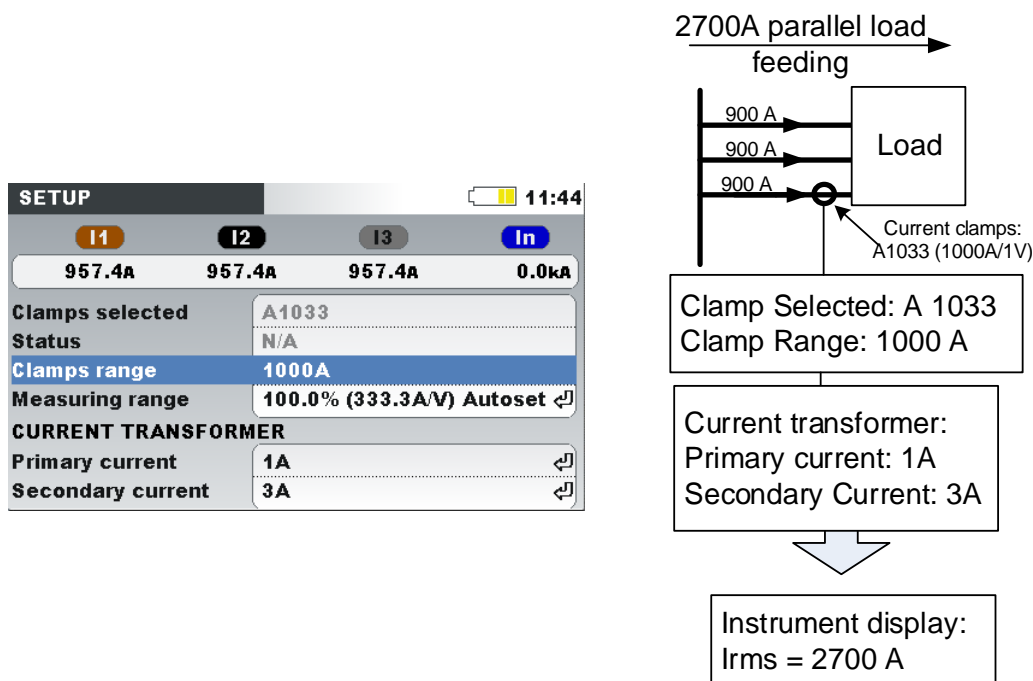 SETUP 11:44
I1 I2 I3 In
957.4A 957.4A 957.4A 0.0kA
Clamps selected A1033
Status N/A
Clamps range 1000A
Measuring range 100.0% (333.3A/V) Autoset
CURRENT TRANSFORMER
Primary current 1A
Secondary current 3A
2700A parallel load
feeding
900 A
900 A
900 A
Load
Current clamps:
A1033 (1000A/1V)
Clamp Selected: A 1033
Clamp Range: 1000 A
Current transformer:
Primary current: 1A
Secondary Current: 3A
Instrument display:
Irms = 2700 A